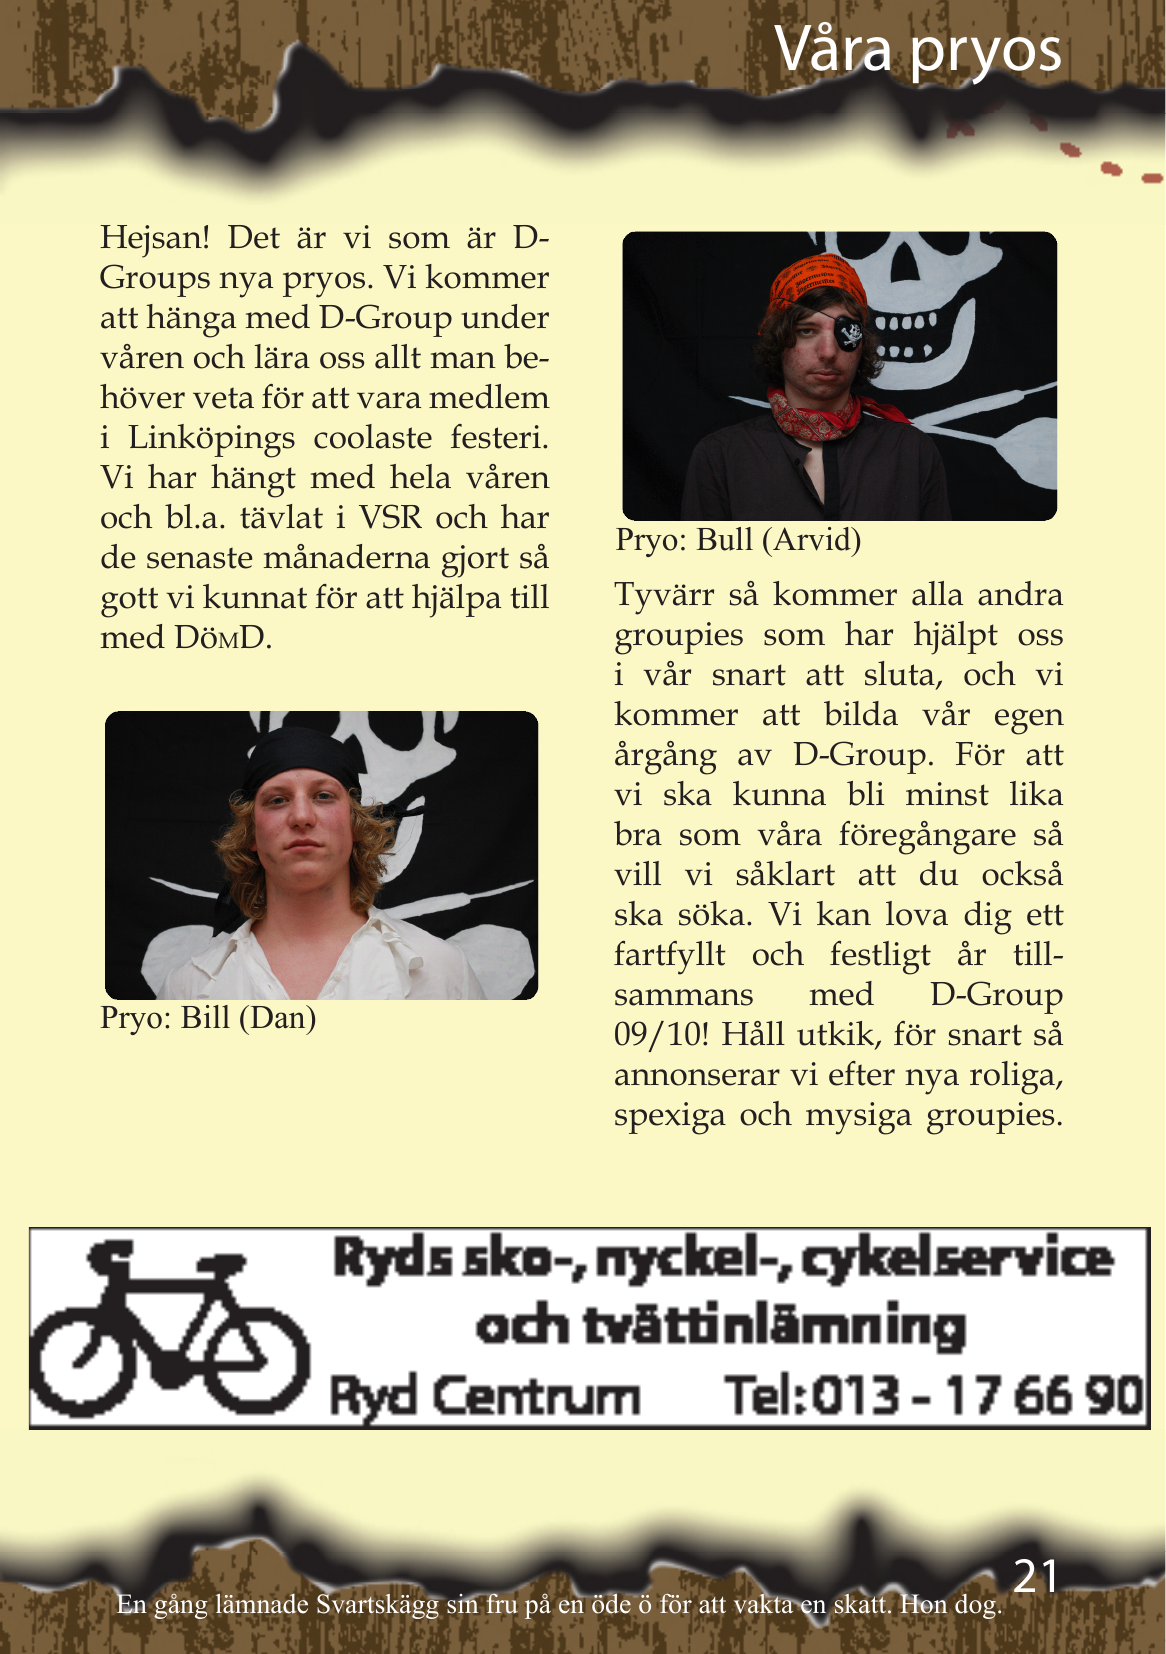 Våra pryos
Hejsan! Det är vi som är D-
Groups nya pryos. Vi kommer
att hänga med D-Group under
våren och lära oss allt man be-
höver veta för att vara medlem
i Linköpings coolaste festeri.
Vi har hängt med hela våren
och bl.a. tävlat i VSR och har
de senaste månaderna gjort så
gott vi kunnat för att hjälpa till
med DömD.
Pryo: Bill (Dan)
Pryo: Bull (Arvid)
Tyvärr så kommer alla andra
groupies som har hjälpt oss
i vår snart att sluta, och vi
kommer att bilda vår egen
årgång av D-Group. För att
vi ska kunna bli minst lika
bra som våra föregångare så
vill vi såklart att du också
ska söka. Vi kan lova dig ett
fartfyllt och festligt år till-
sammans med D-Group
09/10! Håll utkik, för snart så
annonserar vi efter nya roliga,
spexiga och mysiga groupies.
Ryds sko-, nyckel-, cykelservice
och tvättinlämning
Ryd Centrum Tel:013 - 17 66 90
21
En gång lämnade Svartskägg sin fru på en öde ö för att vakta en skatt. Hon dog.